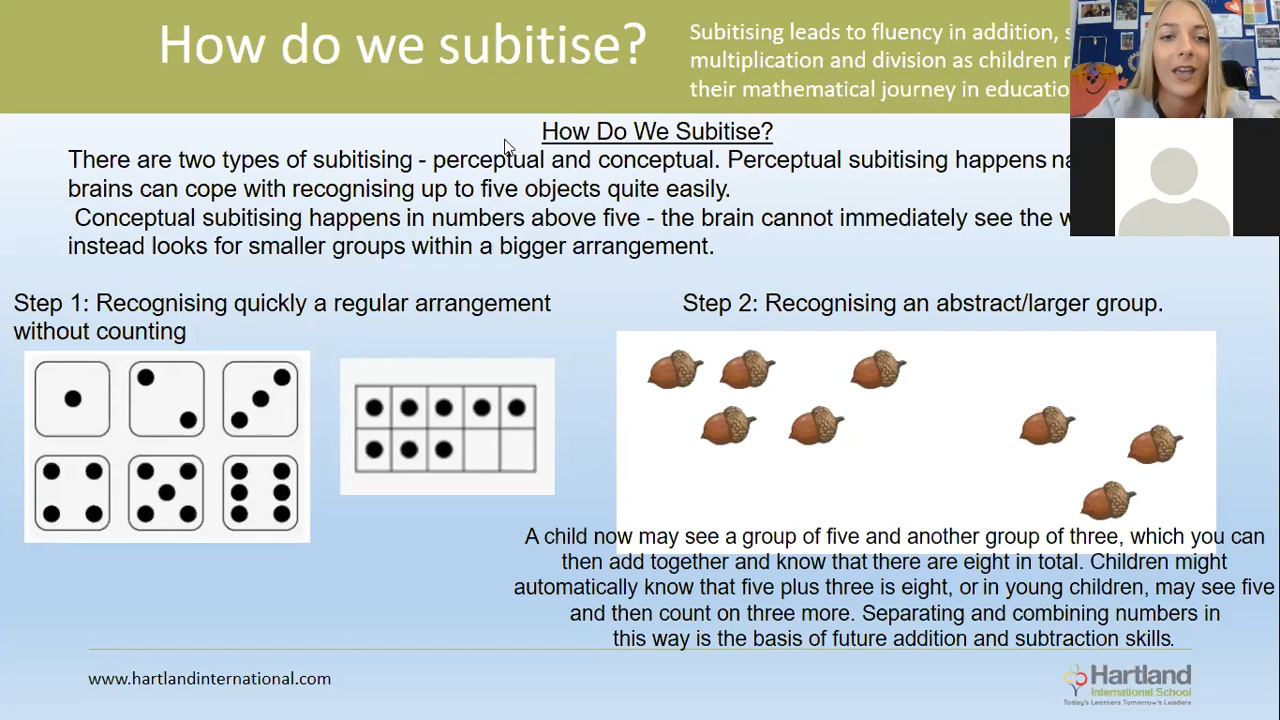 How do we subitise?
Subitising leads to fluency in addition,
multiplication and division as children
their mathematical journey in educatio
How Do We Subitise?
There are two types of subitising - perceptual and conceptual. Perceptual subitising happens
brains can cope with recognising up to five objects quite easily.
Conceptual subitising happens in numbers above five - the brain cannot immediately see the
instead looks for smaller groups within a bigger arrangement.
Step 1: Recognising quickly a regular arrangement
without counting
Step 2: Recognising an abstract/larger group.
A child now may see a group of five and another group of three, which you can
then add together and know that there are eight in total. Children might
automatically know that five plus three is eight, or in young children, may see five
and then count on three more. Separating and combining numbers in
this way is the basis of future addition and subtraction skills.
www.hartlandinternational.com
Hartland
International School
Today's Learners Tomorrow's Leaders